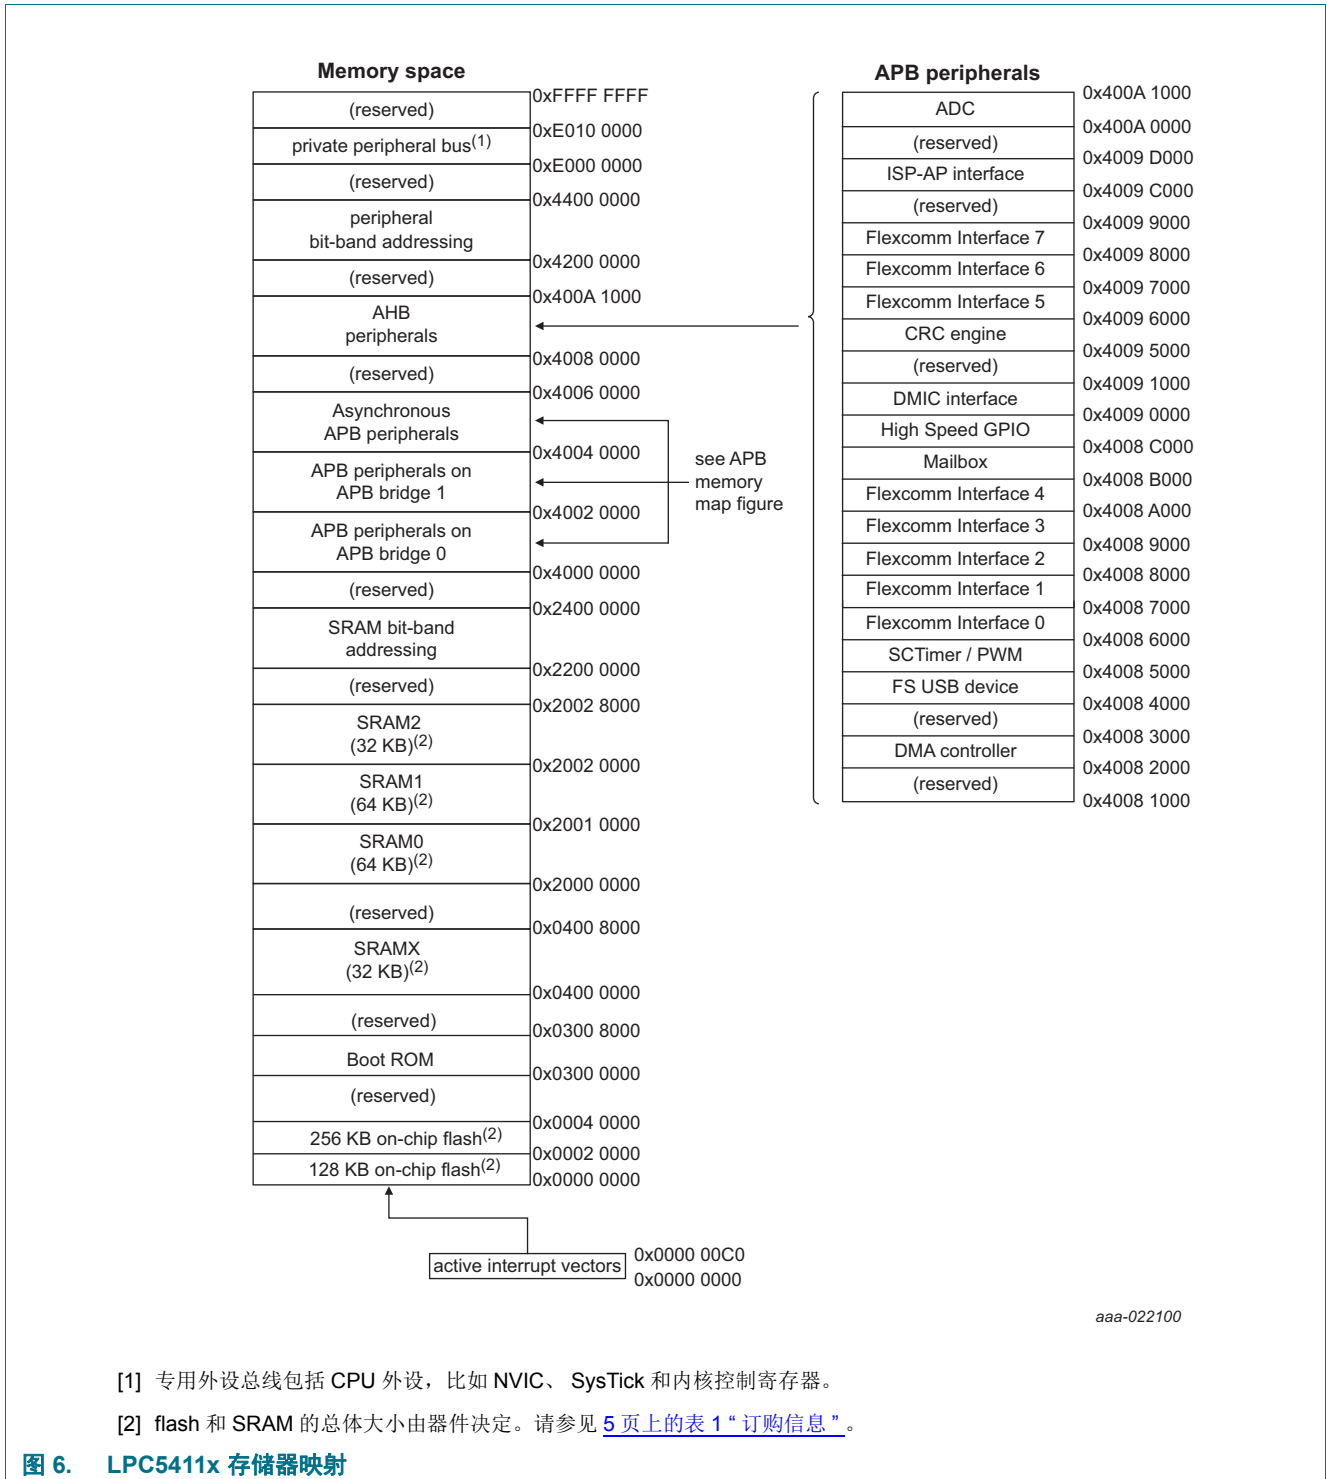 Memory space
0xFFFF FFFF
(reserved)
0xE010 0000
private peripheral bus(1)
0xE000 0000
(reserved)
0x4400 0000
peripheral
bit-band addressing
0x4200 0000
(reserved)
0x400A 1000
AHB
peripherals
0x4008 0000
(reserved)
0x4006 0000
Asynchronous
APB peripherals
0x4004 0000
APB peripherals on
APB bridge 1
0x4002 0000
APB peripherals on
APB bridge 0
0x4000 0000
(reserved)
0x2400 0000
SRAM bit-band
addressing
0x2200 0000
(reserved)
0x2002 8000
SRAM2
(32 KB)(2)
0x2002 0000
SRAM1
(64 KB)(2)
0x2001 0000
SRAM0
(64 KB)(2)
0x2000 0000
(reserved)
0x0400 8000
SRAMX
(32 KB)(2)
0x0400 0000
(reserved)
0x0300 8000
Boot ROM
0x0300 0000
(reserved)
0x0004 0000
256 KB on-chip flash(2)
0x0002 0000
128 KB on-chip flash(2)
0x0000 0000
active interrupt vectors
0x0000 00C0
0x0000 0000
see APB
memory
map figure
APB peripherals
0x400A 1000
ADC
0x400A 0000
(reserved)
0x4009 D000
ISP-AP interface
0x4009 C000
(reserved)
0x4009 9000
Flexcomm Interface 7
0x4009 8000
Flexcomm Interface 6
0x4009 7000
Flexcomm Interface 5
0x4009 6000
CRC engine
0x4009 5000
(reserved)
0x4009 1000
DMIC interface
0x4009 0000
High Speed GPIO
0x4008 C000
Mailbox
0x4008 B000
Flexcomm Interface 4
0x4008 A000
Flexcomm Interface 3
0x4008 9000
Flexcomm Interface 2
0x4008 8000
Flexcomm Interface 1
0x4008 7000
Flexcomm Interface 0
0x4008 6000
SCTimer / PWM
0x4008 5000
FS USB device
0x4008 4000
(reserved)
0x4008 3000
DMA controller
0x4008 2000
(reserved)
0x4008 1000
aaa-022100
[1] 专用外设总线包括 CPU 外设，比如 NVIC、 SysTick 和内核控制寄存器。
[2] flash 和 SRAM 的总体大小由器件决定。请参见 5 页上的表 1 “ 订购信息 ” 。
图 6. LPC5411x 存储器映射